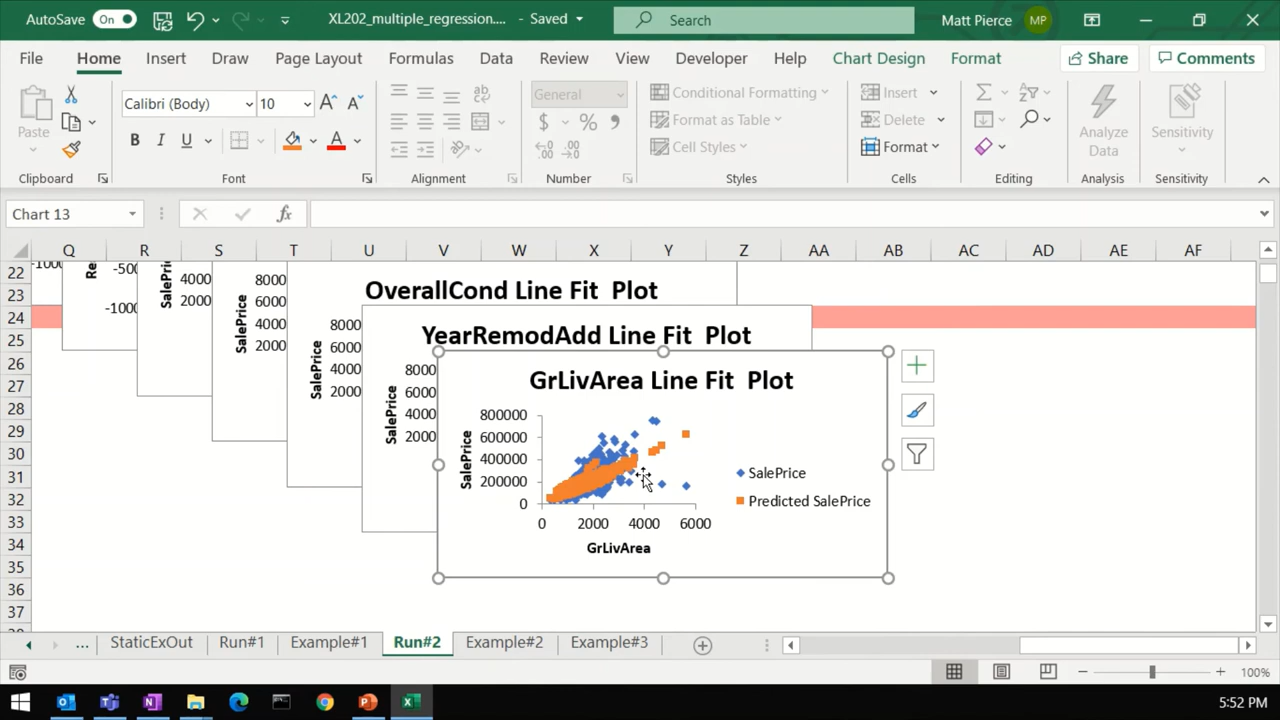 AutoSave On XL202_multiple_regression.... - Saved Search Matt Pierce MP
File Home Insert Draw Page Layout Formulas Data Review View Developer Help Chart Design Format Share Comments
Paste Calibri (Body) 10 A A B I U A General $ % , Conditional Formatting Format as Table Cell Styles Insert Delete Format Analyze Data Sensitivity
Clipboard Font Alignment Number Styles Cells Editing Analysis Sensitivity
Chart 13 fx
Q R S T U V W X Y Z AA AB AC AD AE AF
22
23
24
25
26
27
28
29
30
31
32
33
34
35
36
37
-1000
Re
-500
-1000
SalePri
4000
2000
SalePrice
8000
6000
4000
2000
OverallCond Line Fit Plot
SalePrice
8000
6000
4000
2000
YearRemodAdd Line Fit Plot
SalePrice
8000
6000
4000
2000
GrLivArea Line Fit Plot
SalePrice
800000
600000
400000
200000
0
0 2000 4000 6000
GrLivArea
SalePrice
Predicted SalePrice
... StaticExOut Run#1 Example#1 Run#2 Example#2 Example#3
100%
5:52 PM